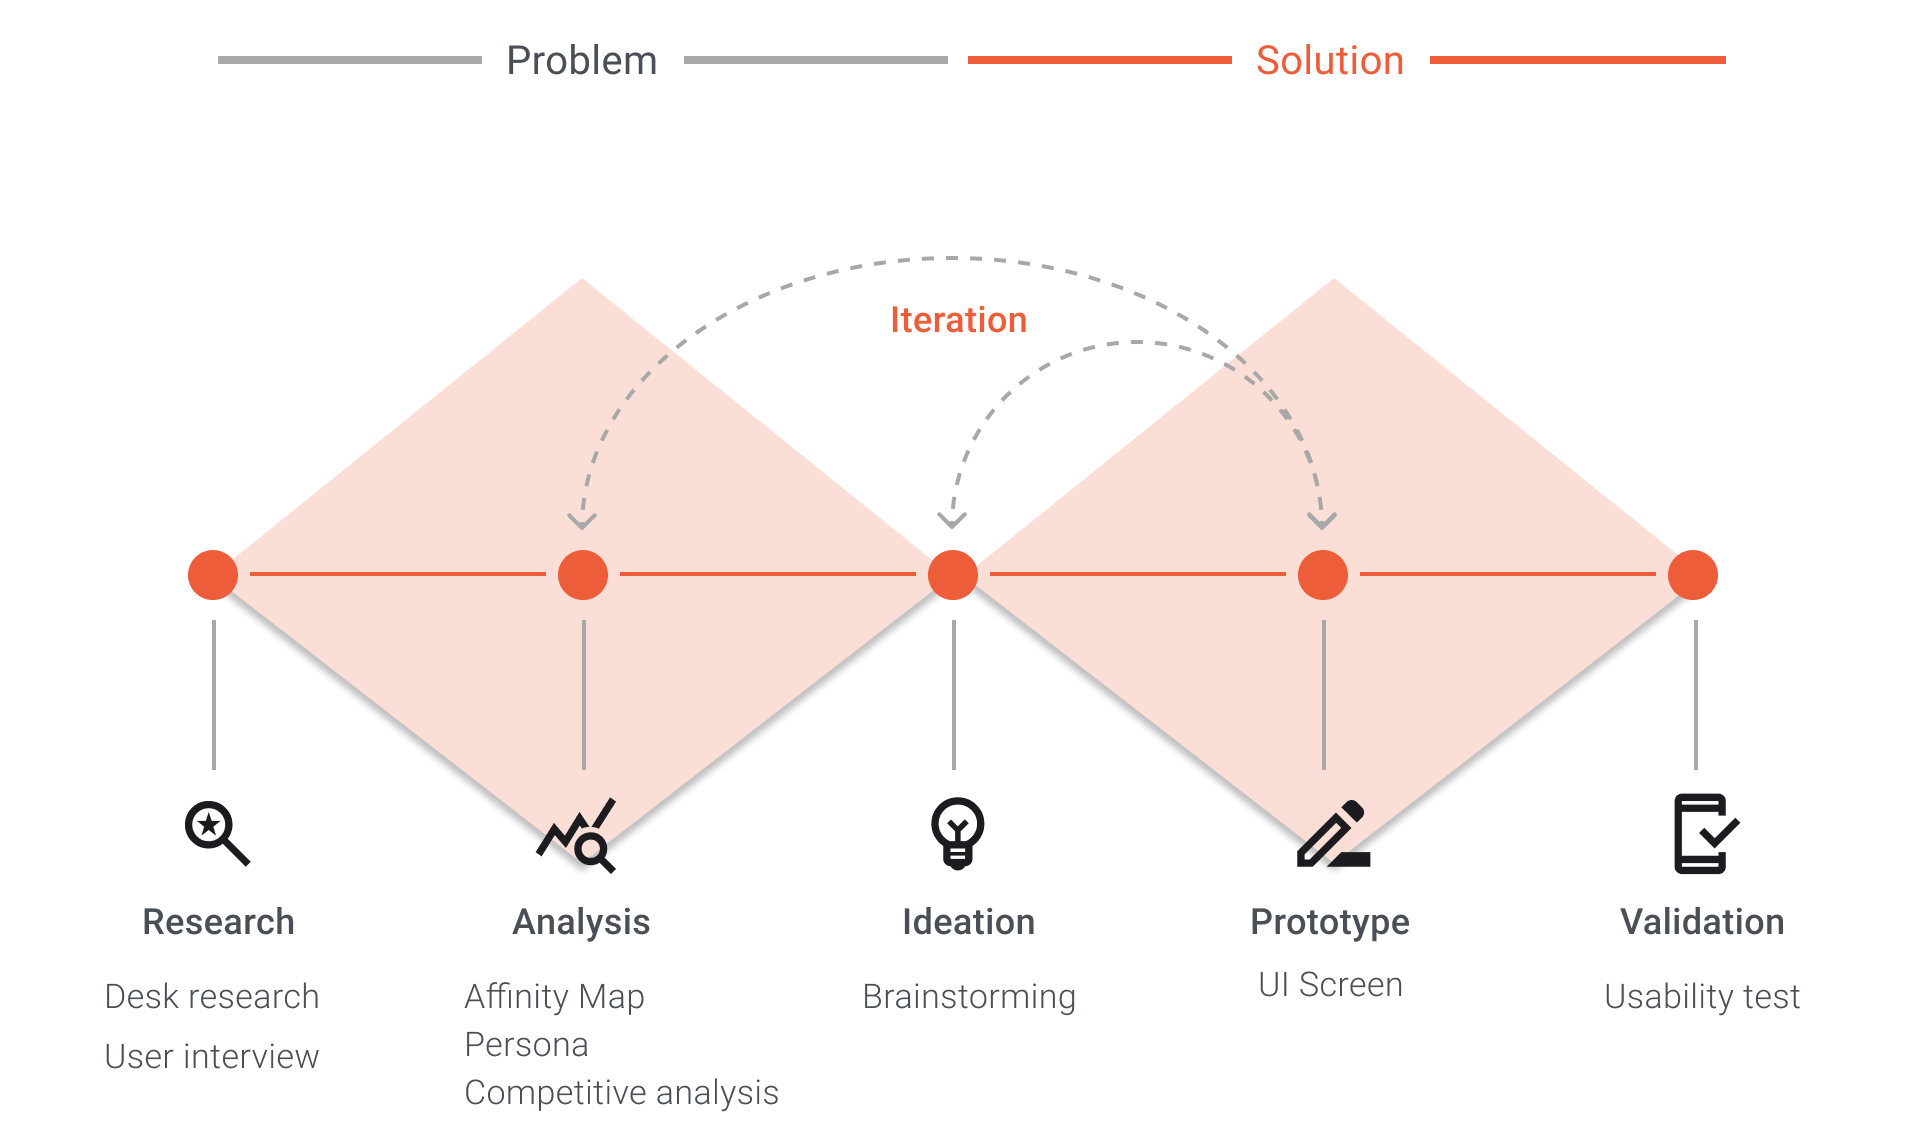 Problem
Solution
Iteration
Research
Desk research
User interview
Analysis
Affinity Map
Persona
Competitive analysis
Ideation
Brainstorming
Prototype
UI Screen
Validation
Usability test